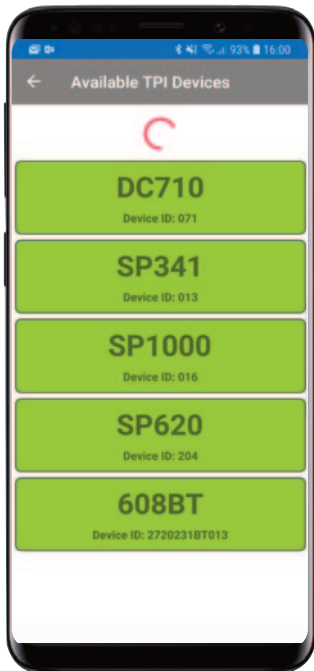 93% 16:00
Available TPI Devices
DC710
Device ID: 071
SP341
Device ID: 013
SP1000
Device ID: 016
SP620
Device ID: 204
608BT
Device ID: 2720231BT013